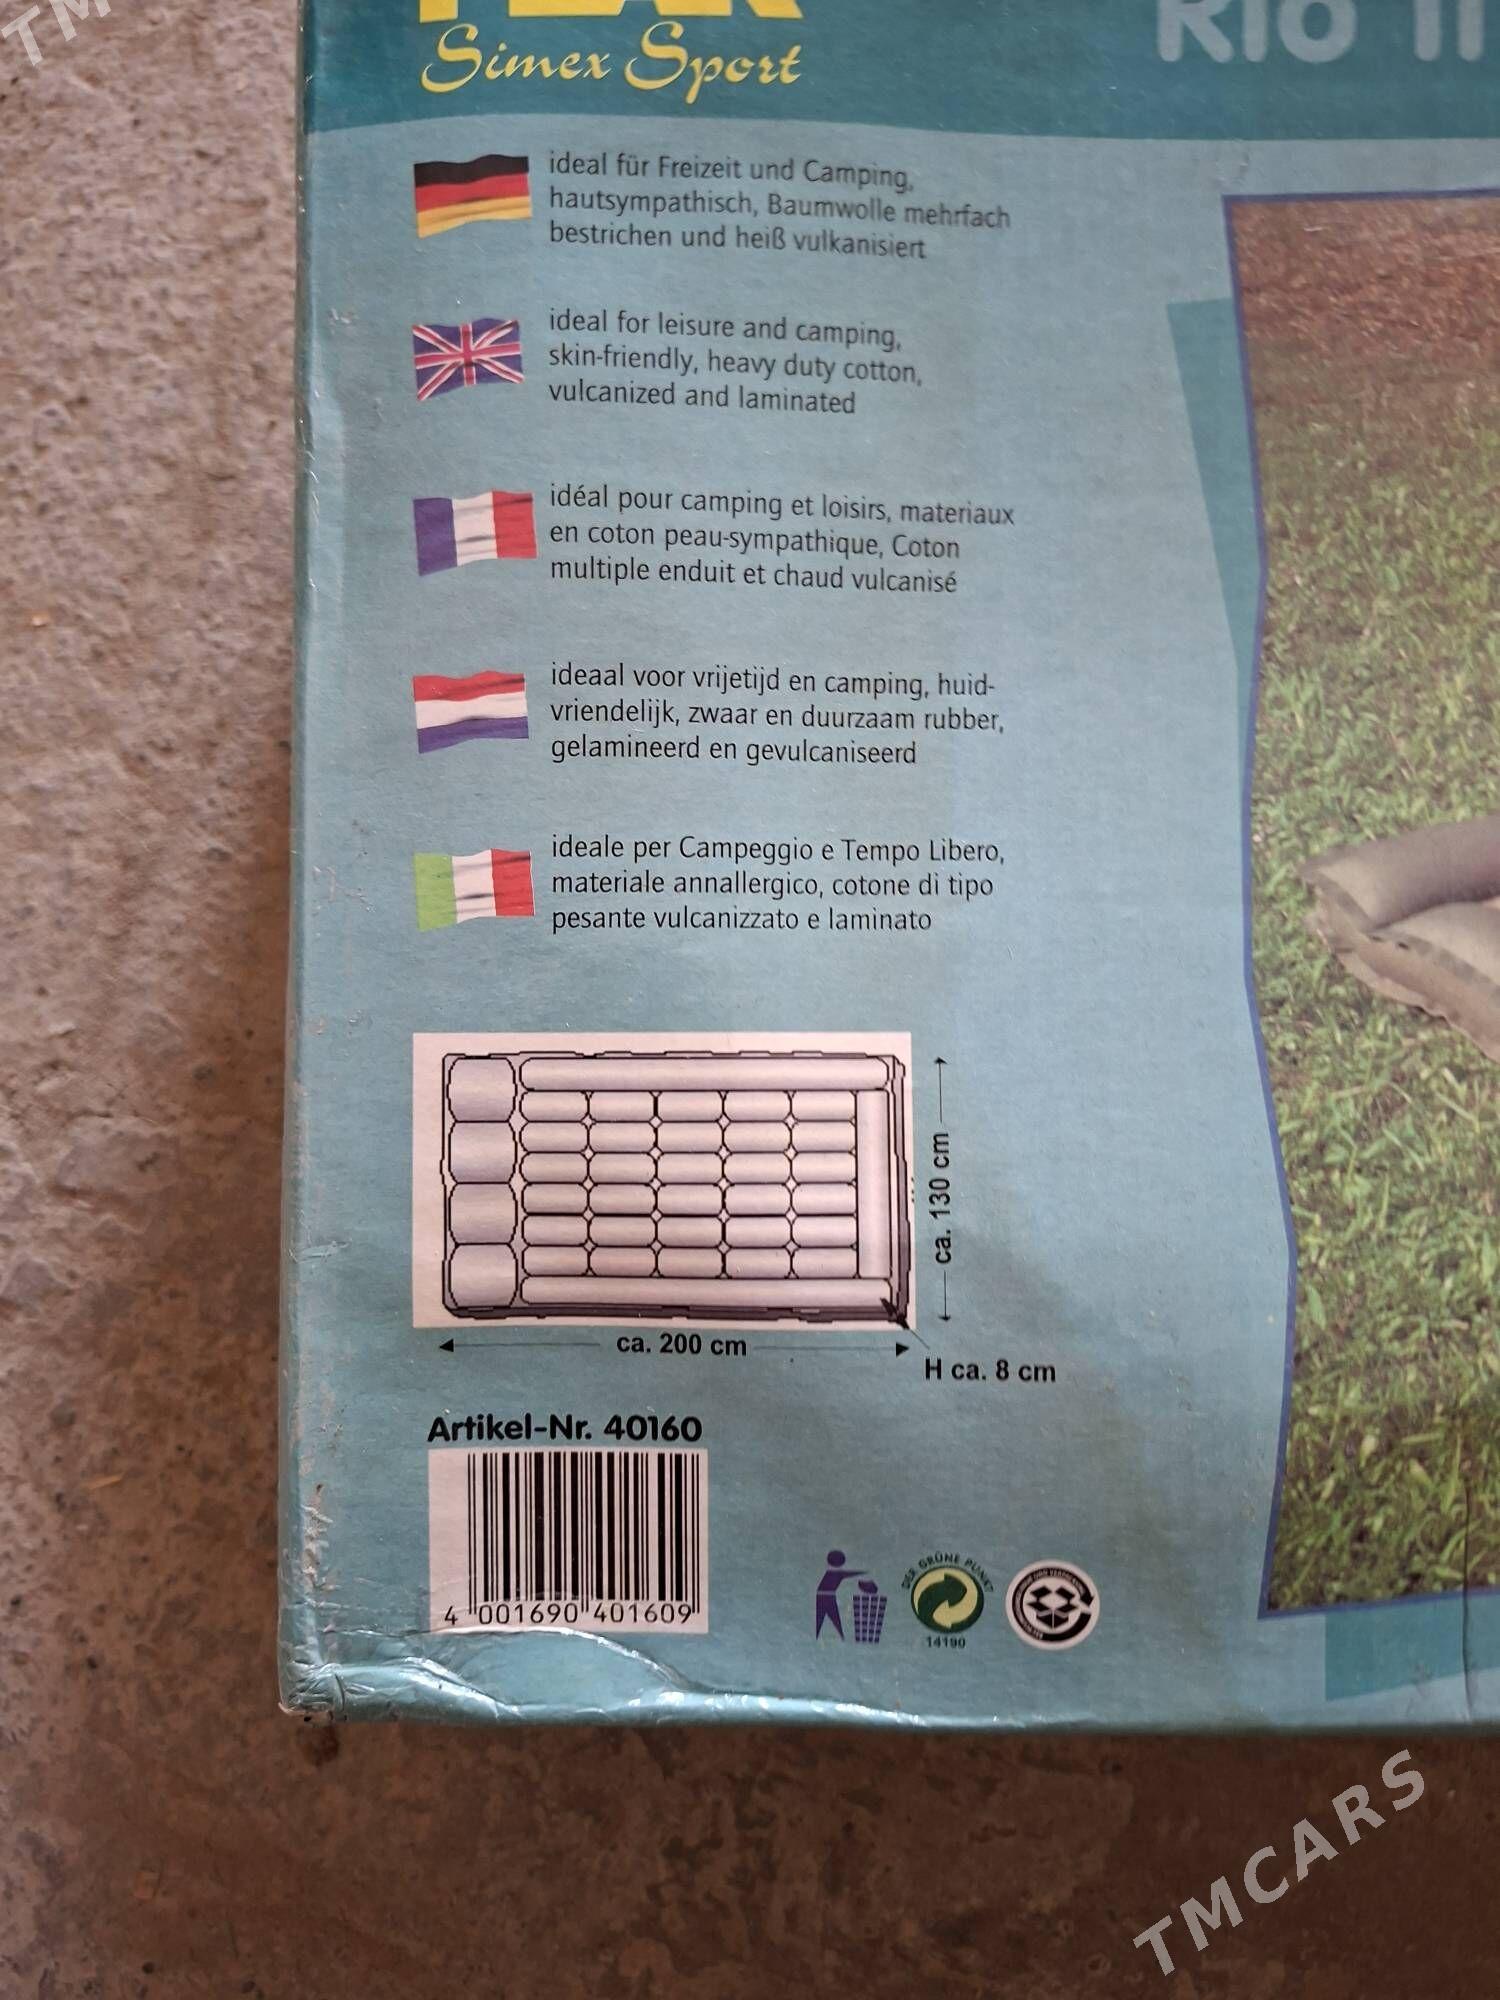 TM
Simex Sport
Rio II
ideal für Freizeit und Camping,
hautsympathisch, Baumwolle mehrfach
bestrichen und heiß vulkanisiert
ideal for leisure and camping,
skin-friendly, heavy duty cotton,
vulcanized and laminated
idéal pour camping et loisirs, materiaux
en coton peau-sympathique, Coton
multiple enduit et chaud vulcanisé
ideaal voor vrijetijd en camping, huid-
vriendelijk, zwaar en duurzaam rubber,
gelamineerd en gevulcaniseerd
ideale per Campeggio e Tempo Libero,
materiale annallergico, cotone di tipo
pesante vulcanizzato e laminato
ca. 130 cm
ca. 200 cm
H ca. 8 cm
Artikel-Nr. 40160
4 001690 401609
DER GRÜNE PUNKT
14190
TMCARS